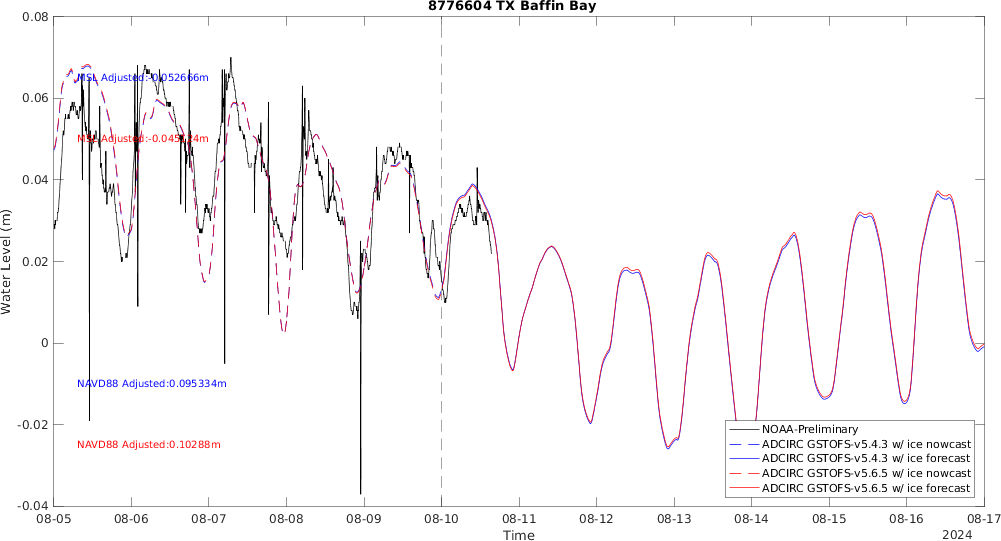 8776604 TX Baffin Bay
0.08
0.06
0.04
0.02
0
-0.02
-0.04
Water Level (m)
MSL Adjusted:-0.052666m
MSL
NAVD88 Adjusted:0.095334m
NAVD88 Adjusted:0.10288m
NOAA-Preliminary
ADCIRC GSTOFS-v5.4.3 w/ ice nowcast
ADCIRC GSTOFS-v5.4.3 w/ ice forecast
ADCIRC GSTOFS-v5.6.5 w/ ice nowcast
ADCIRC GSTOFS-v5.6.5 w/ ice forecast
08-05 08-06 08-07 08-08 08-09 08-10 08-11 08-12 08-13 08-14 08-15 08-16 08-17
Time
2024